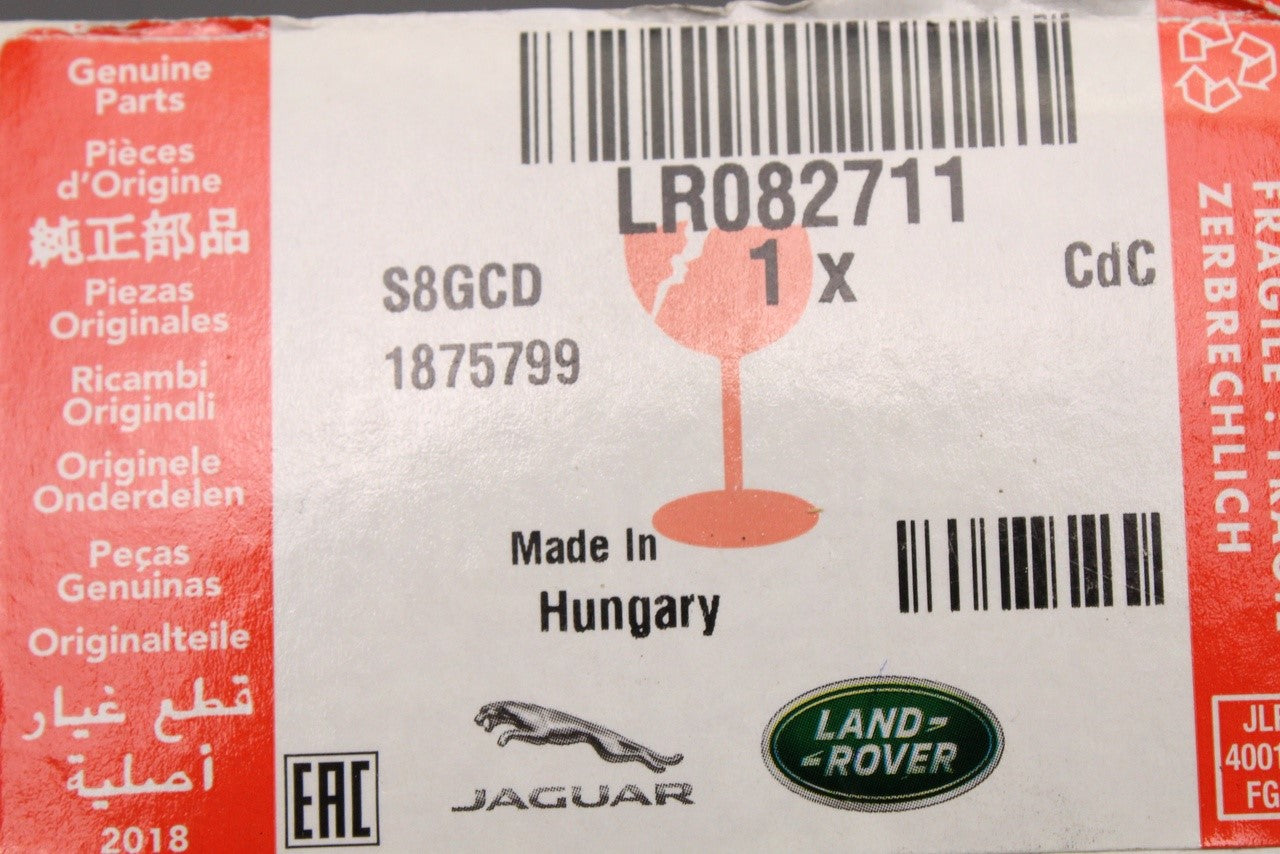 Genuine
Parts
Pièces
d'Origine
純正部品
Piezas
Originales
Ricambi
Originali
Originele
Onderdelen
Peças
Genuinas
Originalteile
قطع غيار
أصلية
2018
LR082711
1 x
CdC
S8GCD
1875799
Made In
Hungary
EAC
JAGUAR
LAND-
-ROVER
FRAGILE .
ZERBRECHLICH
4001
FG